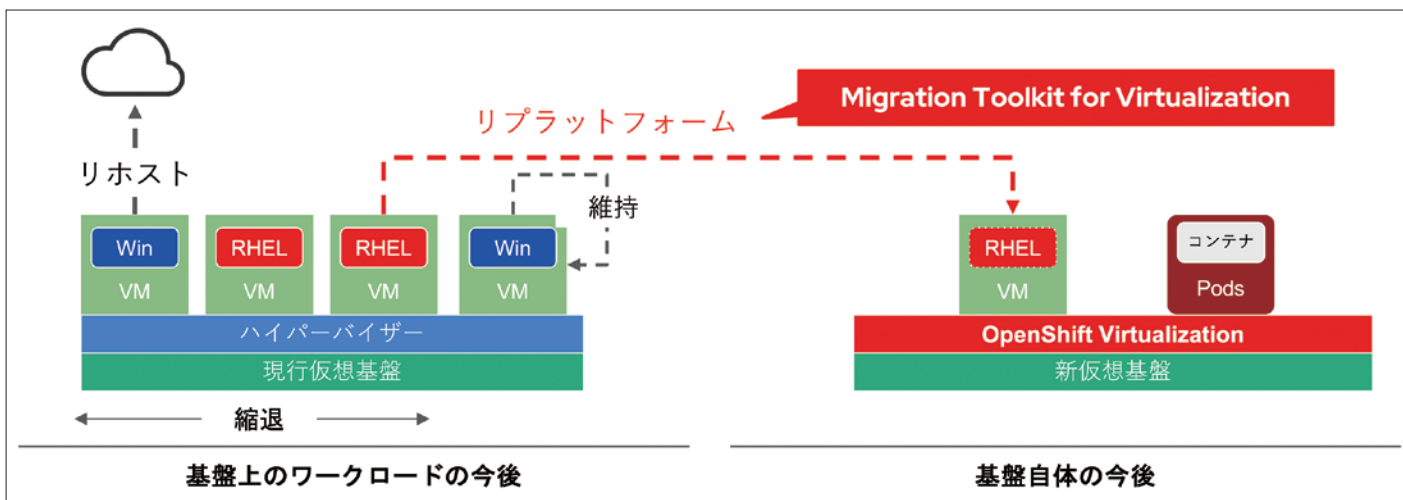 Migration Toolkit for Virtualization
リプラットフォーム
リホスト
維持
Win
VM
RHEL
VM
RHEL
VM
Win
VM
ハイパーバイザー
現行仮想基盤
縮退
基盤上のワークロードの今後
RHEL
VM
コンテナ
Pods
OpenShift Virtualization
新仮想基盤
基盤自体の今後